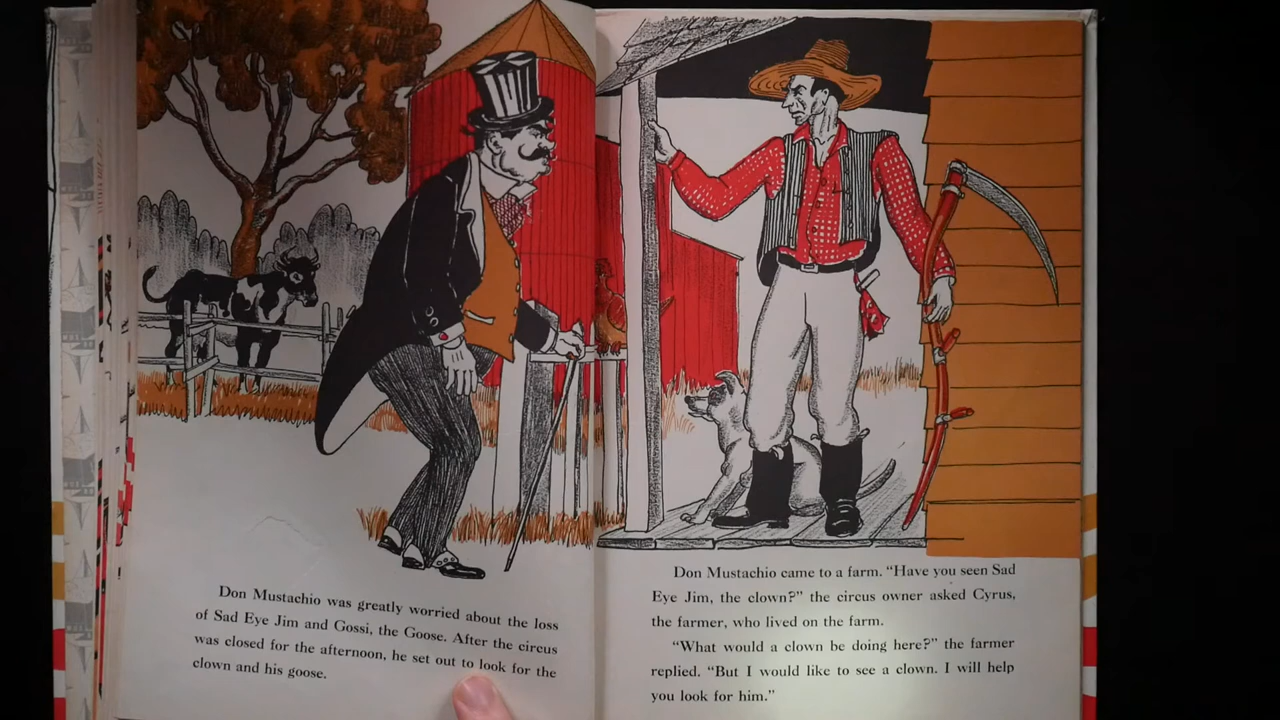 Don Mustachio was greatly worried about the loss
of Sad Eye Jim and Gossi, the Goose. After the circus
was closed for the afternoon, he set out to look for the
clown and his goose.
Don Mustachio came to a farm. “Have you seen Sad
Eye Jim, the clown?” the circus owner asked Cyrus,
the farmer, who lived on the farm.
“What would a clown be doing here?” the farmer
replied. “But I would like to see a clown. I will help
you look for him.”